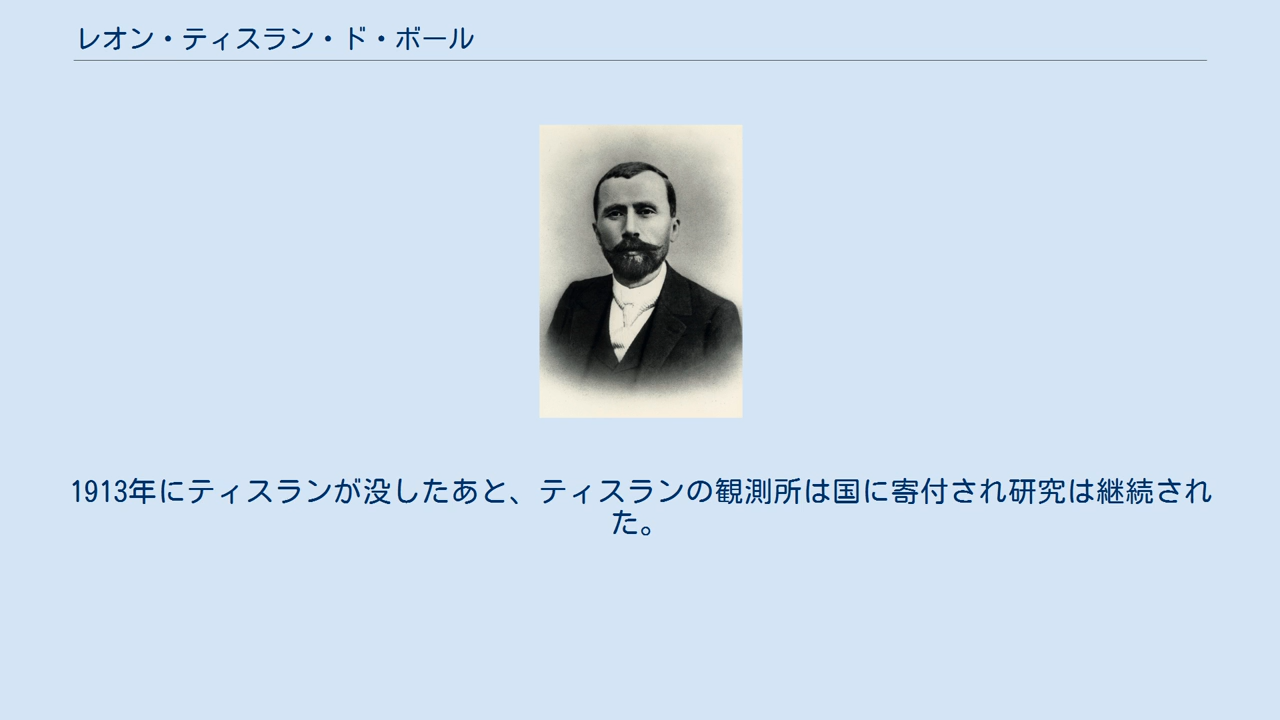 レオン・ティスラン・ド・ボール
1913年にティスランが没したあと、ティスランの観測所は国に寄付され研究は継続され
た。